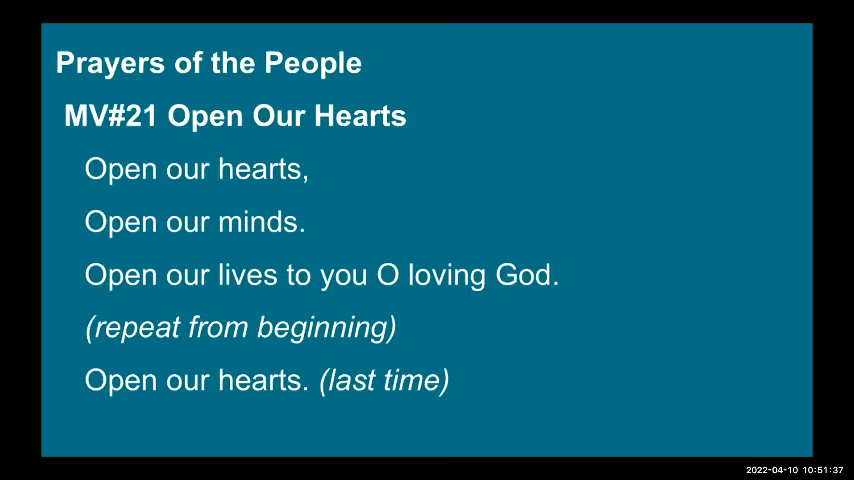 Prayers of the People
MV#21 Open Our Hearts
Open our hearts,
Open our minds.
Open our lives to you O loving God.
(repeat from beginning)
Open our hearts. (last time)
2022-04-10 10:51:37